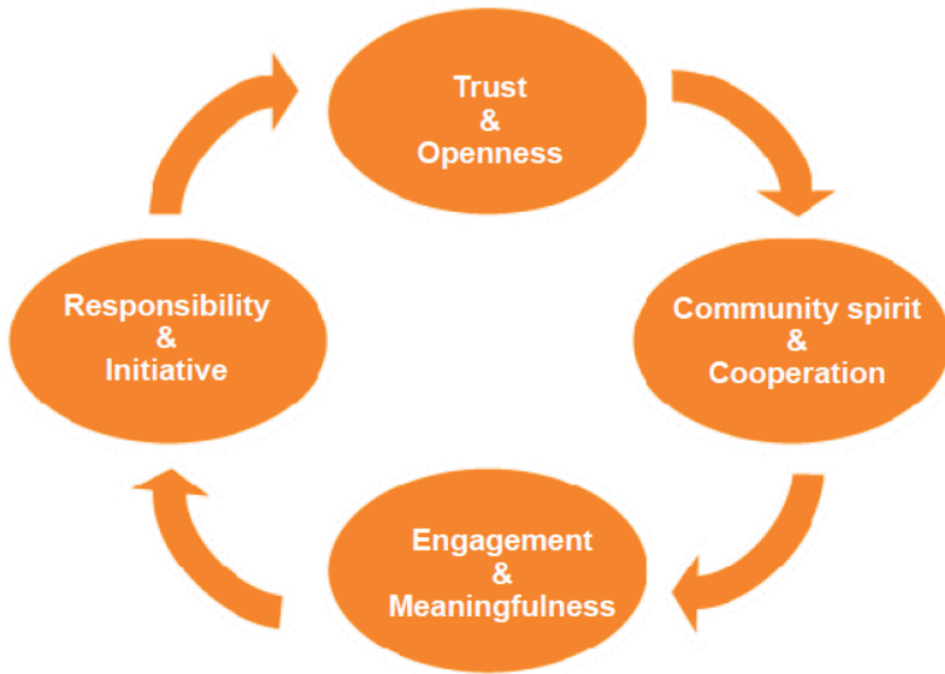 Trust
&
Openness
Community spirit
&
Cooperation
Engagement
&
Meaningfulness
Responsibility
&
Initiative